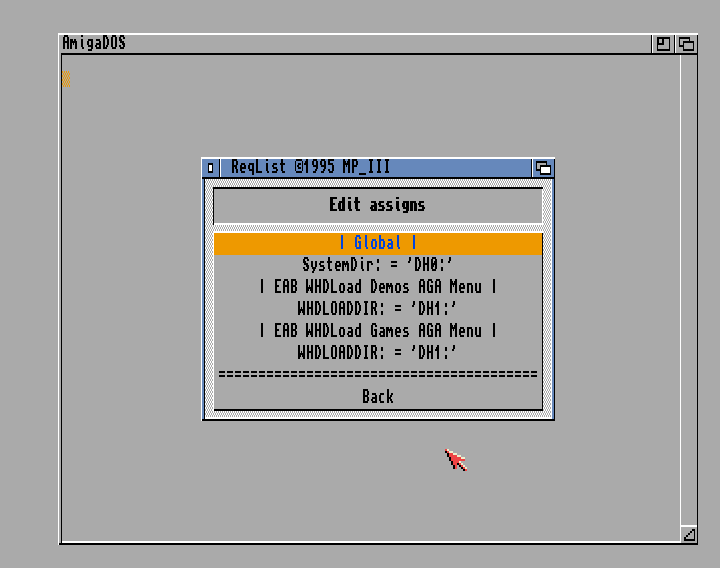 AmigaDOS
ReqList ©1995 MP_III
Edit assigns
| Global |
SystemDir: = 'DH0:'
| EAB WHDLoad Demos AGA Menu |
WHDLOADDIR: = 'DH1:'
| EAB WHDLoad Games AGA Menu |
WHDLOADDIR: = 'DH1:'
========================================
Back